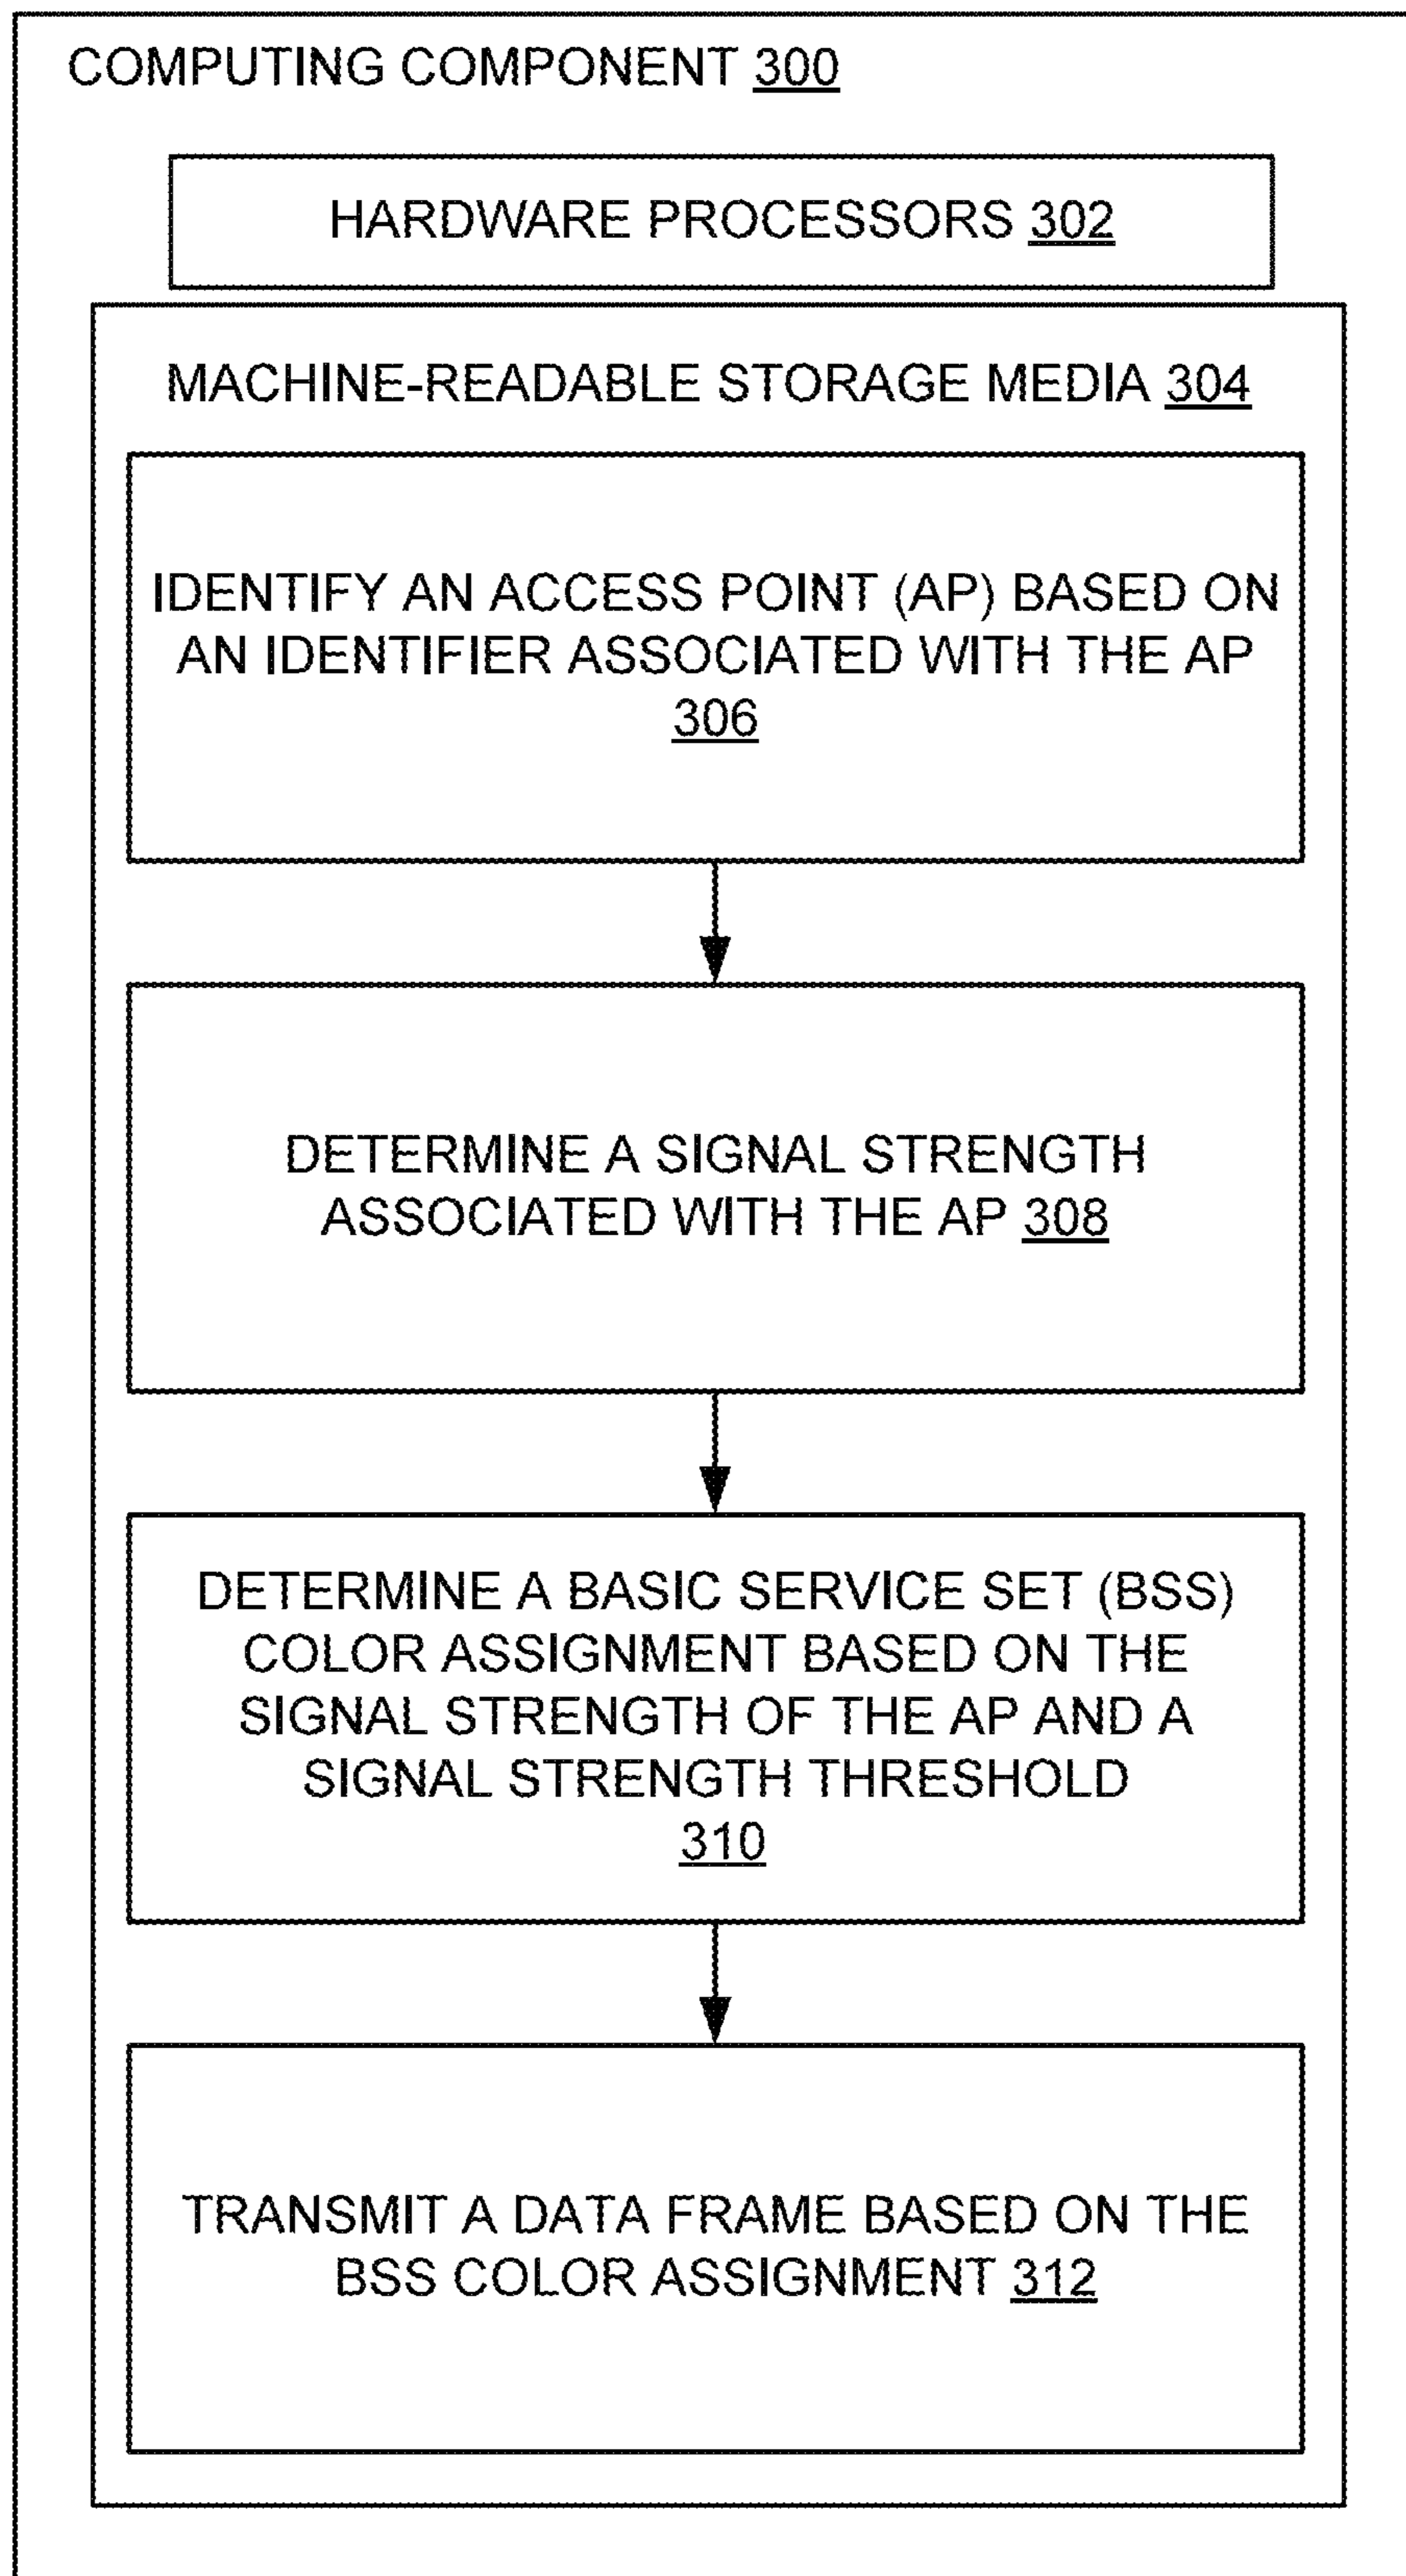 COMPUTING COMPONENT 300
HARDWARE PROCESSORS 302
MACHINE-READABLE STORAGE MEDIA 304
IDENTIFY AN ACCESS POINT (AP) BASED ON
AN IDENTIFIER ASSOCIATED WITH THE AP
306
DETERMINE A SIGNAL STRENGTH
ASSOCIATED WITH THE AP 308
DETERMINE A BASIC SERVICE SET (BSS)
COLOR ASSIGNMENT BASED ON THE
SIGNAL STRENGTH OF THE AP AND A
SIGNAL STRENGTH THRESHOLD
310
TRANSMIT A DATA FRAME BASED ON THE
BSS COLOR ASSIGNMENT 312